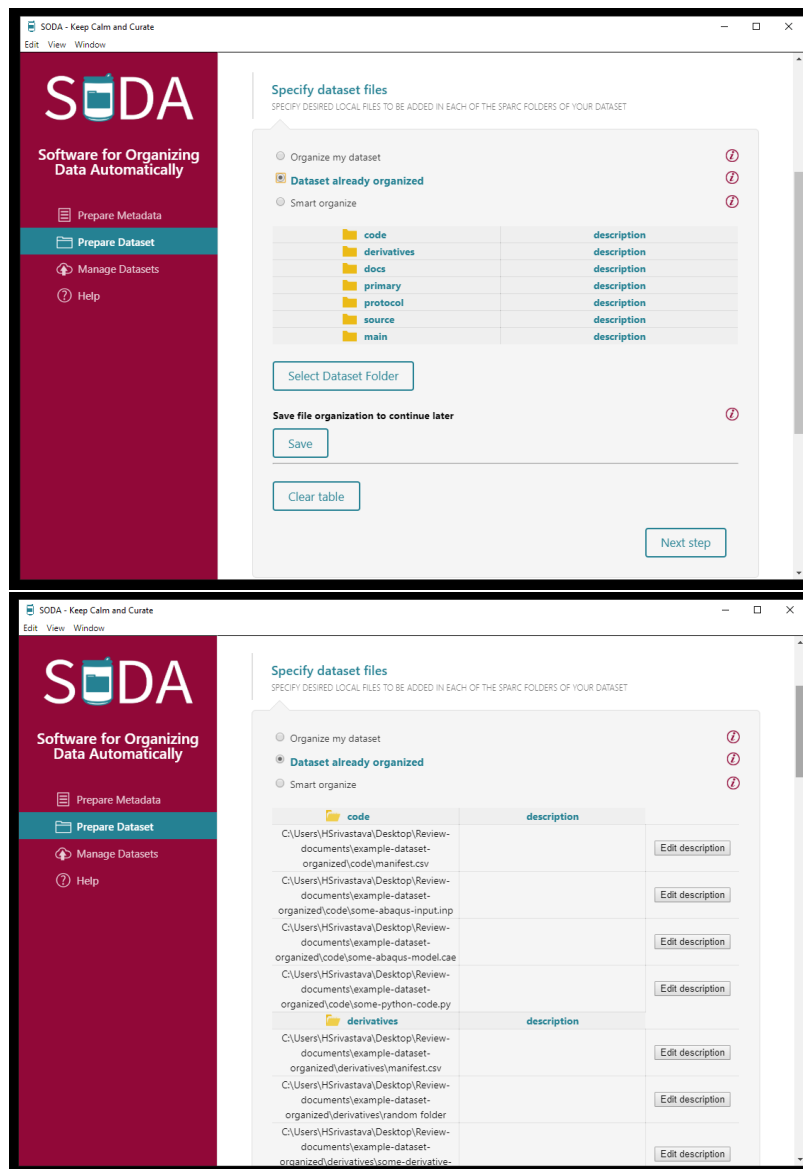 SODA - Keep Calm and Curate
Edit View Window
SODA
Software for Organizing
Data Automatically
Prepare Metadata
Prepare Dataset
Manage Datasets
Help
Specify dataset files
SPECIFY DESIRED LOCAL FILES TO BE ADDED IN EACH OF THE SPARC FOLDERS OF YOUR DATASET
Organize my dataset
Dataset already organized
Smart organize
code description
derivatives description
docs description
primary description
protocol description
source description
main description
Select Dataset Folder
Save file organization to continue later
Save
Clear table
Next step
SODA - Keep Calm and Curate
Edit View Window
SODA
Software for Organizing
Data Automatically
Prepare Metadata
Prepare Dataset
Manage Datasets
Help
Specify dataset files
SPECIFY DESIRED LOCAL FILES TO BE ADDED IN EACH OF THE SPARC FOLDERS OF YOUR DATASET
Organize my dataset
Dataset already organized
Smart organize
code description
C:\Users\HSrivastava\Desktop\Review-
documents\example-dataset-
organized\code\manifest.csv
Edit description
C:\Users\HSrivastava\Desktop\Review-
documents\example-dataset-
organized\code\some-abaqus-input.inp
Edit description
C:\Users\HSrivastava\Desktop\Review-
documents\example-dataset-
organized\code\some-abaqus-model.cae
Edit description
C:\Users\HSrivastava\Desktop\Review-
documents\example-dataset-
organized\code\some-python-code.py
Edit description
derivatives description
C:\Users\HSrivastava\Desktop\Review-
documents\example-dataset-
organized\derivatives\manifest.csv
Edit description
C:\Users\HSrivastava\Desktop\Review-
documents\example-dataset-
organized\derivatives\random folder
Edit description
C:\Users\HSrivastava\Desktop\Review-
documents\example-dataset-
organized\derivatives\some-derivative-
Edit description